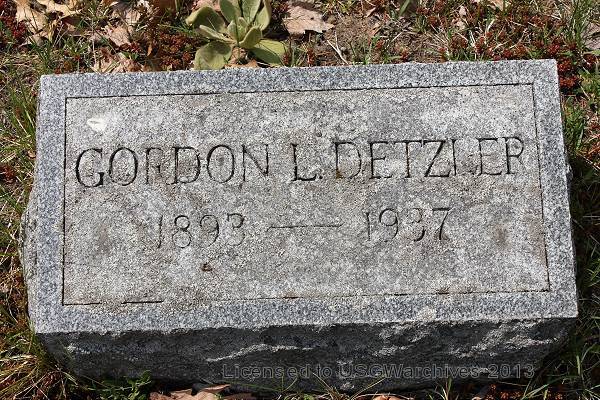 GORDON L. DETZLER
1893 — 1937
Licensed to USGWarchives 2013